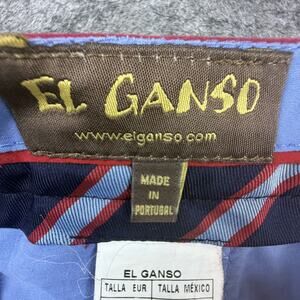 EL GANSO
www.elganso.com
MADE
IN
PORTUGAL
EL GANSO
TALLA EUR TALLA MÉXICO